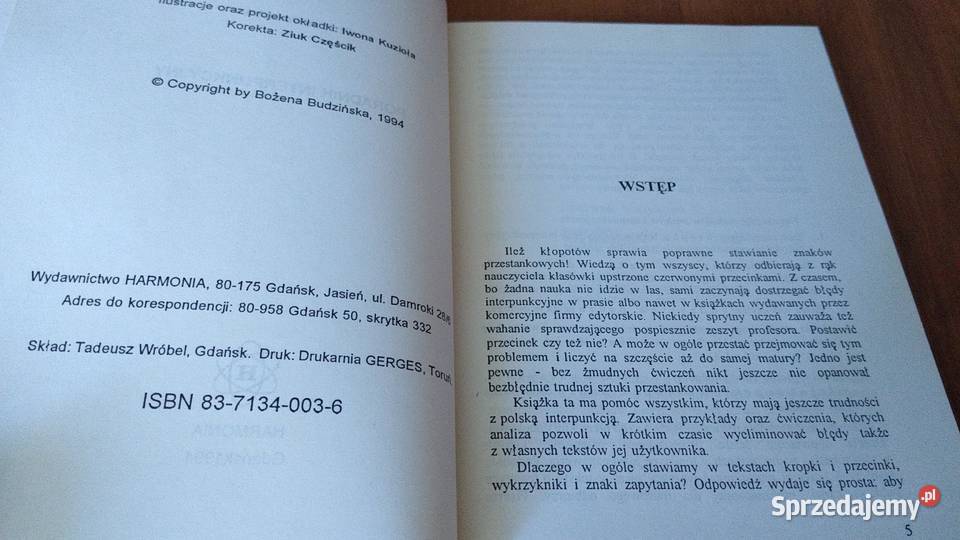 Ilustracje oraz projekt okładki: Iwona Kuzioła
Korekta: Ziuk Częścik
© Copyright by Bożena Budzińska, 1994
Wydawnictwo HARMONIA, 80-175 Gdańsk, Jasień, ul. Damroki 28/6
Adres do korespondencji: 80-958 Gdańsk 50, skrytka 332
Skład: Tadeusz Wróbel, Gdańsk. Druk: Drukarnia GERGES, Toruń
ISBN 83-7134-003-6
HARMONIA
Gdańsk 1994
WSTĘP
Ileż kłopotów sprawia poprawne stawianie znaków
przestankowych! Wiedzą o tym wszyscy, którzy odbierają z rąk
nauczyciela klasówki upstrzone czerwonymi przecinkami. Z czasem,
bo żadna nauka nie idzie w las, sami zaczynają dostrzegać błędy
interpunkcyjne w prasie albo nawet w książkach wydawanych przez
komercyjne firmy edytorskie. Niekiedy sprytny uczeń zauważa też
wahanie sprawdzającego pospiesznie zeszyt profesora. Postawić
przecinek czy też nie? A może w ogóle przestać przejmować się tym
problemem i liczyć na szczęście aż do samej matury? Jedno jest
pewne - bez żmudnych ćwiczeń nikt jeszcze nie opanował
bezbłędnie trudnej sztuki przestankowania.
Książka ta ma pomóc wszystkim, którzy mają jeszcze trudności
z polską interpunkcją. Zawiera przykłady oraz ćwiczenia, których
analiza pozwoli w krótkim czasie wyeliminować błędy także
z własnych tekstów jej użytkownika.
Dlaczego w ogóle stawiamy w tekstach kropki i przecinki,
wykrzykniki i znaki zapytania? Odpowiedź wydaje się prosta: aby
5
Sprzedajemy.pl